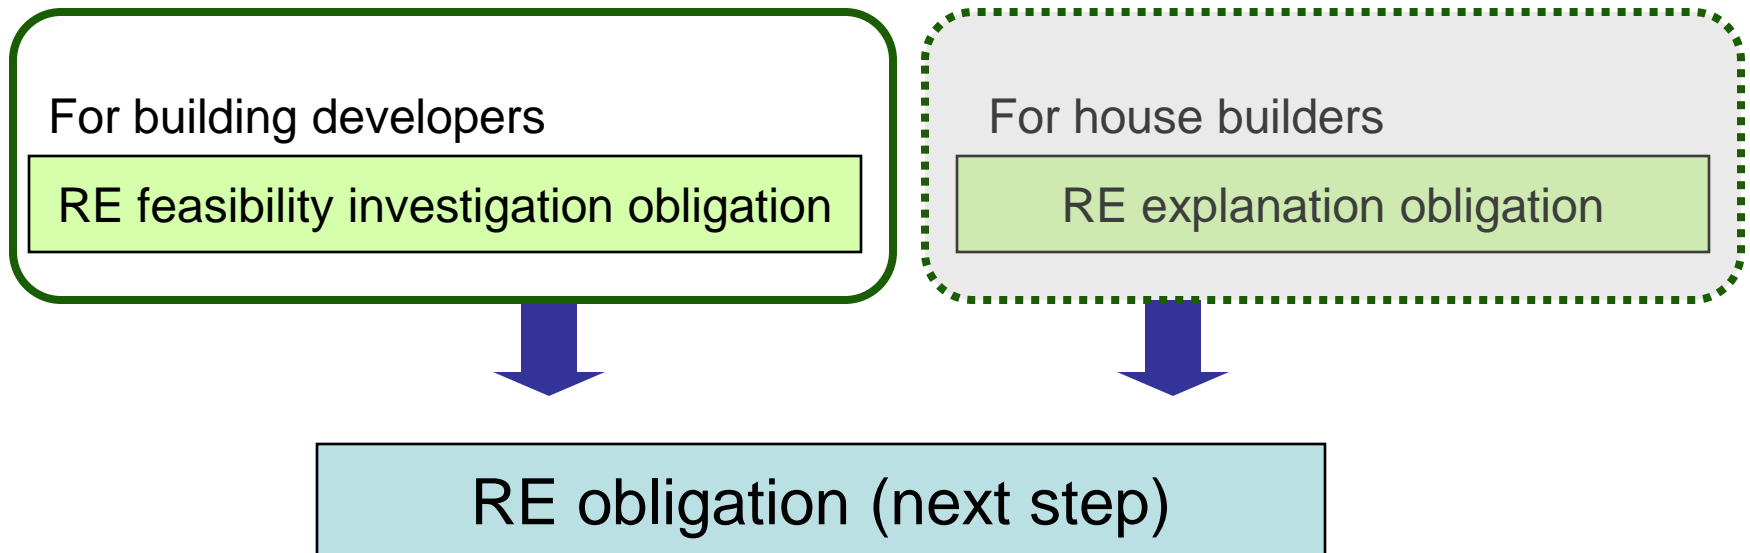 For building developers
RE feasibility investigation obligation
For house builders
RE explanation obligation
RE obligation (next step)